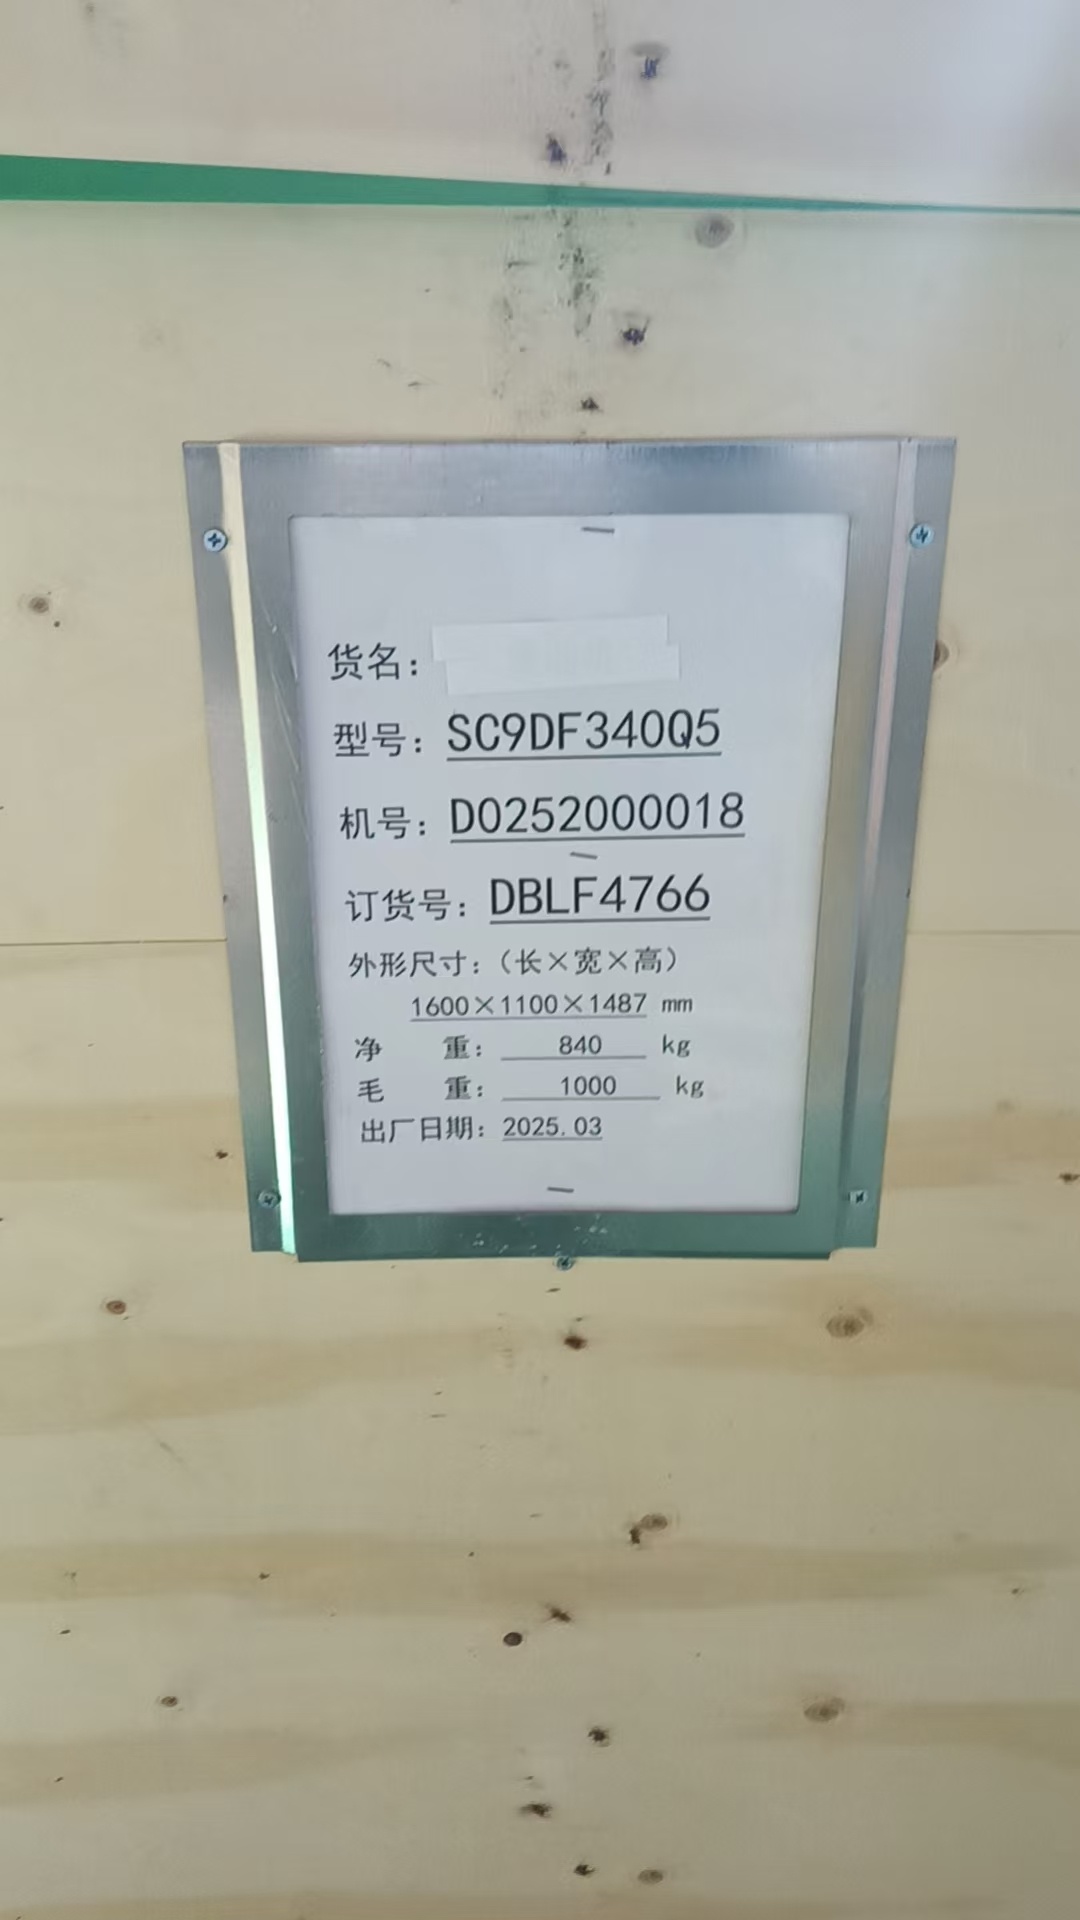 货名：
型号：SC9DF340Q5
机号：D0252000018
订货号：DBLF4766
外形尺寸：（长×宽×高）
1600×1100×1487 mm
净 重： 840 kg
毛 重： 1000 kg
出厂日期：2025.03